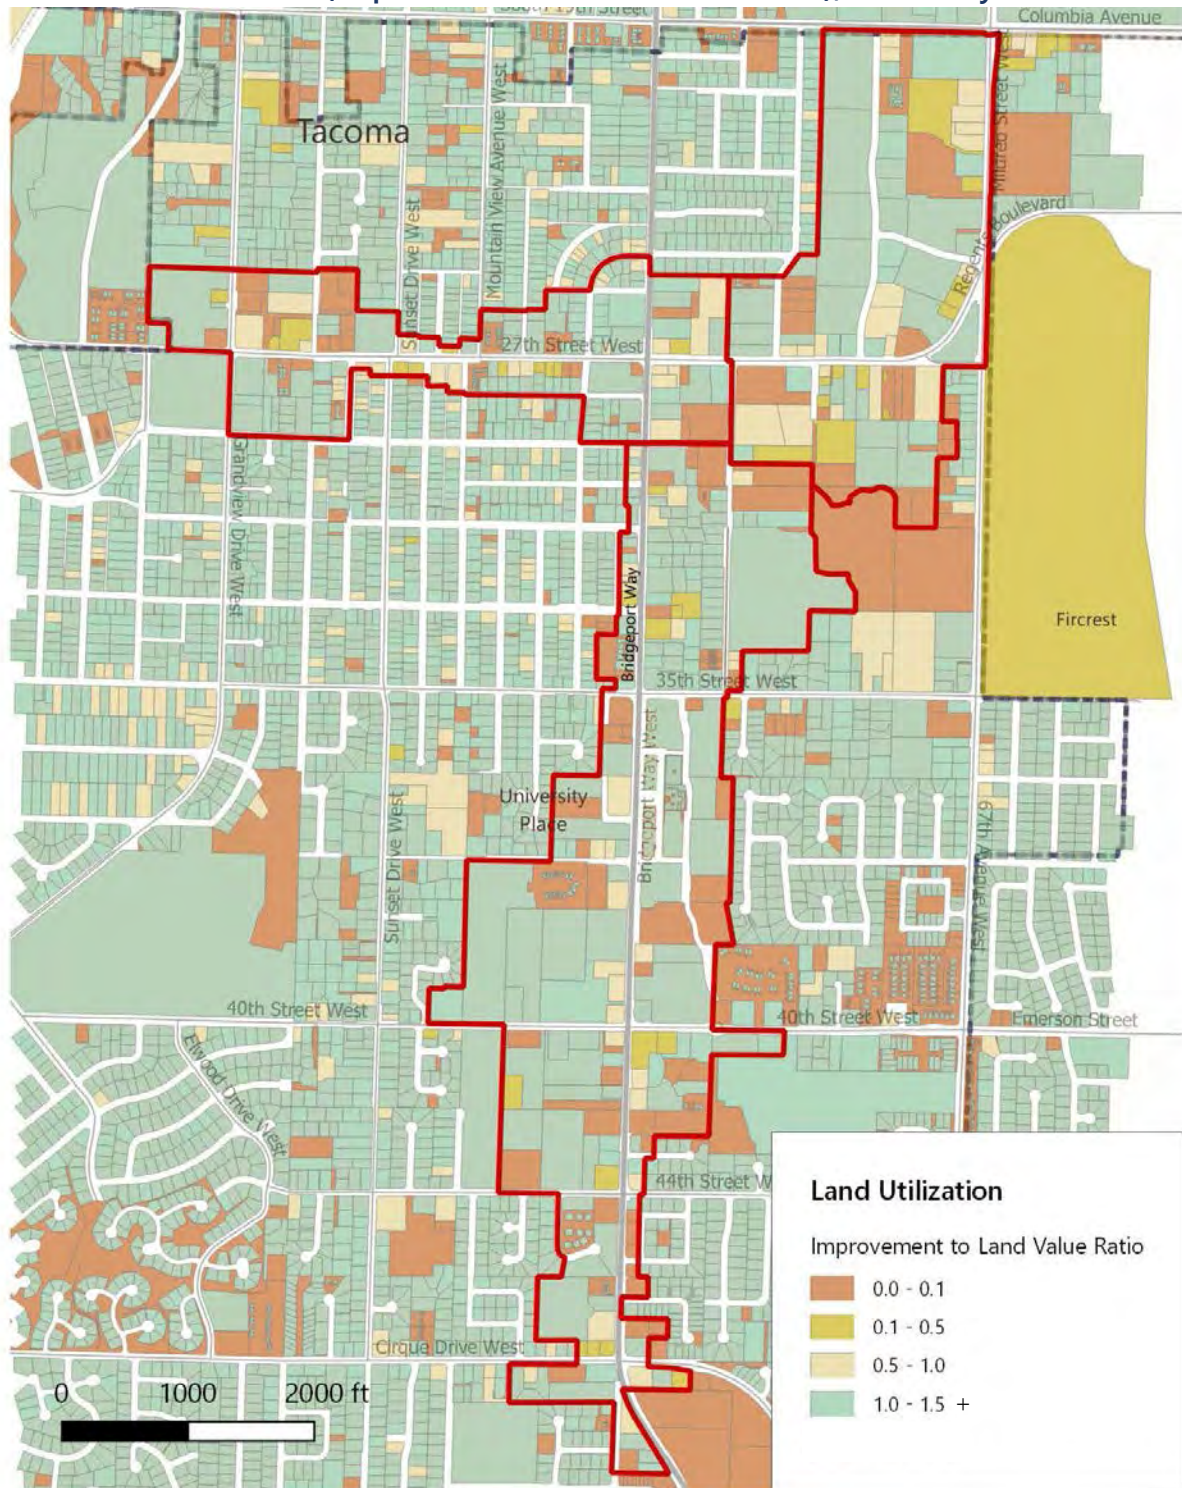 South 19th Street
Columbia Avenue
Tacoma
Mountain View Avenue West
Mildred Street West
Sunset Drive West
Regents Boulevard
27th Street West
Grandview Drive West
Bridgeport Way
Fircrest
35th Street West
Bridgeport Way West
University
Place
Sunset Drive West
67th Avenue West
40th Street West
40th Street West
Emerson Street
Elwood Drive West
44th Street W
Cirque Drive West
0 1000 2000 ft
Land Utilization
Improvement to Land Value Ratio
0.0 - 0.1
0.1 - 0.5
0.5 - 1.0
1.0 - 1.5 +